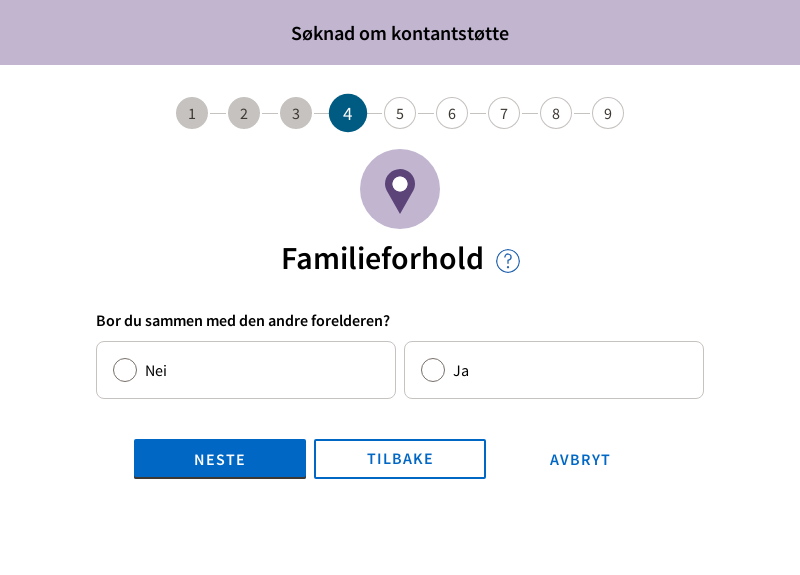 Søknad om kontantstøtte
1 2 3 4 5 6 7 8 9
Familieforhold ?
Bor du sammen med den andre forelderen?
Nei Ja
NESTE TILBAKE AVBRYT